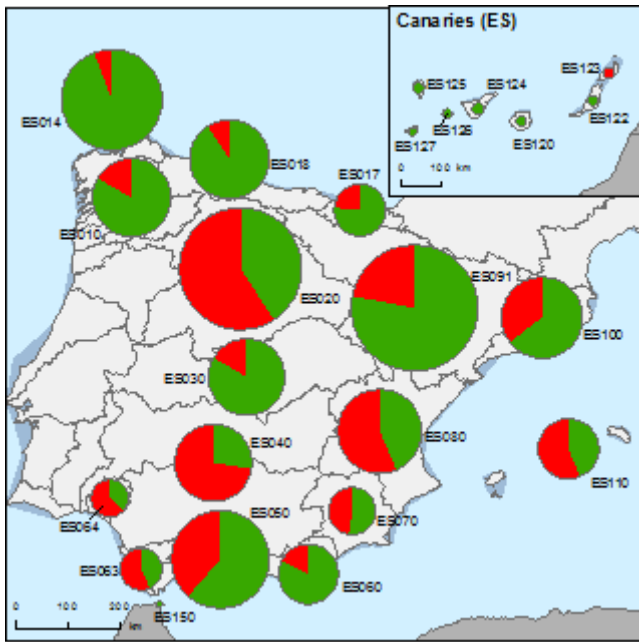 Canaries (ES)
ES123
ES125
ES124
ES122
ES126
ES127
ES120
0 100 km
ES014
ES018
ES017
ES010
ES091
ES020
ES100
ES030
ES040
ES080
ES110
ES050
ES064
ES070
ES063
ES060
ES150
0 100 200
km